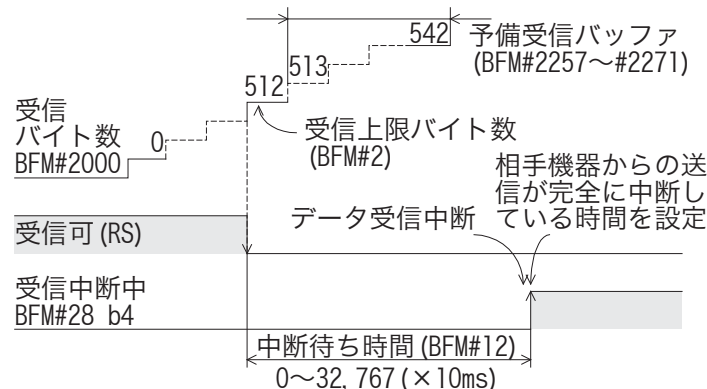 542
予備受信バッファ
(BFM#2257～#2271)
513
512
受信
バイト数
BFM#2000
0
受信上限バイト数
(BFM#2)
相手機器からの送
信が完全に中断し
ている時間を設定
データ受信中断
受信可(RS)
受信中断中
BFM#28 b4
中断待ち時間(BFM#12)
0～32,767(×10ms)